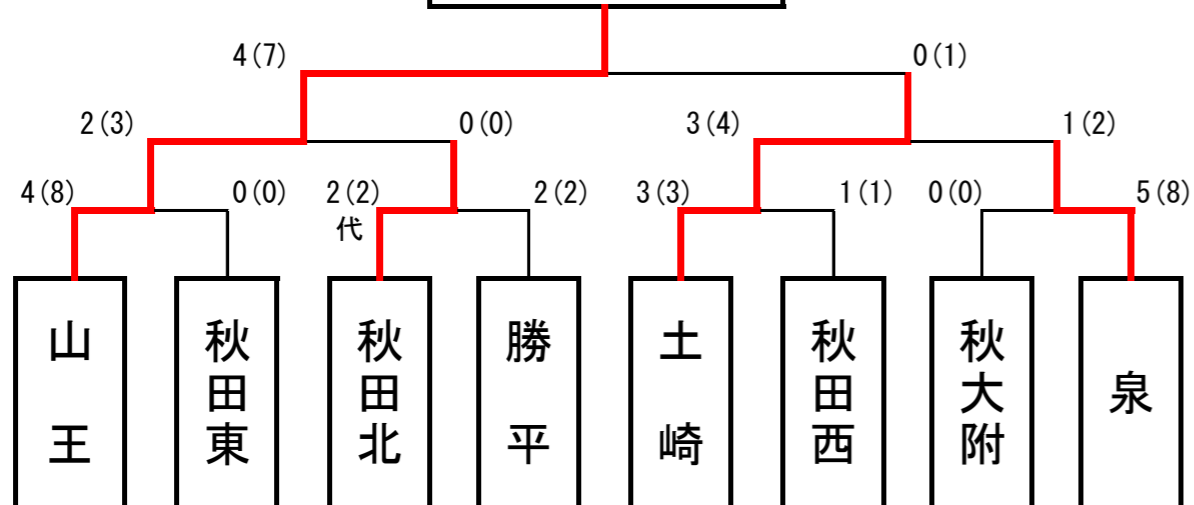 4(7) 0(1)
2(3) 0(0) 3(4) 1(2)
4(8) 0(0) 2(2) 2(2) 3(3) 1(1) 0(0) 5(8)
代
山王
秋田東
秋田北
勝平
土崎
秋田西
秋大附
泉